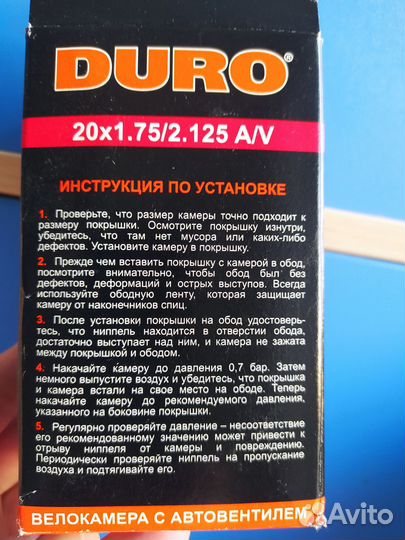 DURO®
20x1.75/2.125 A/V
ИНСТРУКЦИЯ ПО УСТАНОВКЕ
1. Проверьте, что размер камеры точно подходит к
размеру покрышки. Осмотрите покрышку изнутри,
убедитесь, что там нет мусора или каких-либо
дефектов. Установите камеру в покрышку.
2. Прежде чем вставить покрышку с камерой в обод,
посмотрите внимательно, чтобы обод был без
дефектов, деформаций и острых выступов. Всегда
используйте ободную ленту, которая защищает
камеру от наконечников спиц.
3. После установки покрышки на обод удостоверь-
тесь, что ниппель находится в отверстии обода,
достаточно выступает над ним, и камера не зажата
между покрышкой и ободом.
4. Накачайте камеру до давления 0,7 бар. Затем
немного выпустите воздух и убедитесь, что покрышка
и камера встали на свое место на ободе. Теперь
накачайте камеру до рекомендуемого давления,
указанного на боковине покрышки.
5. Регулярно проверяйте давление – несоответствие
его рекомендованному значению может привести к
отрыву ниппеля от камеры и повреждению.
Периодически проверяйте ниппель на пропускание
воздуха и подтягивайте его.
ВЕЛОКАМЕРА С АВТОВЕНТИЛЕМ
Avito